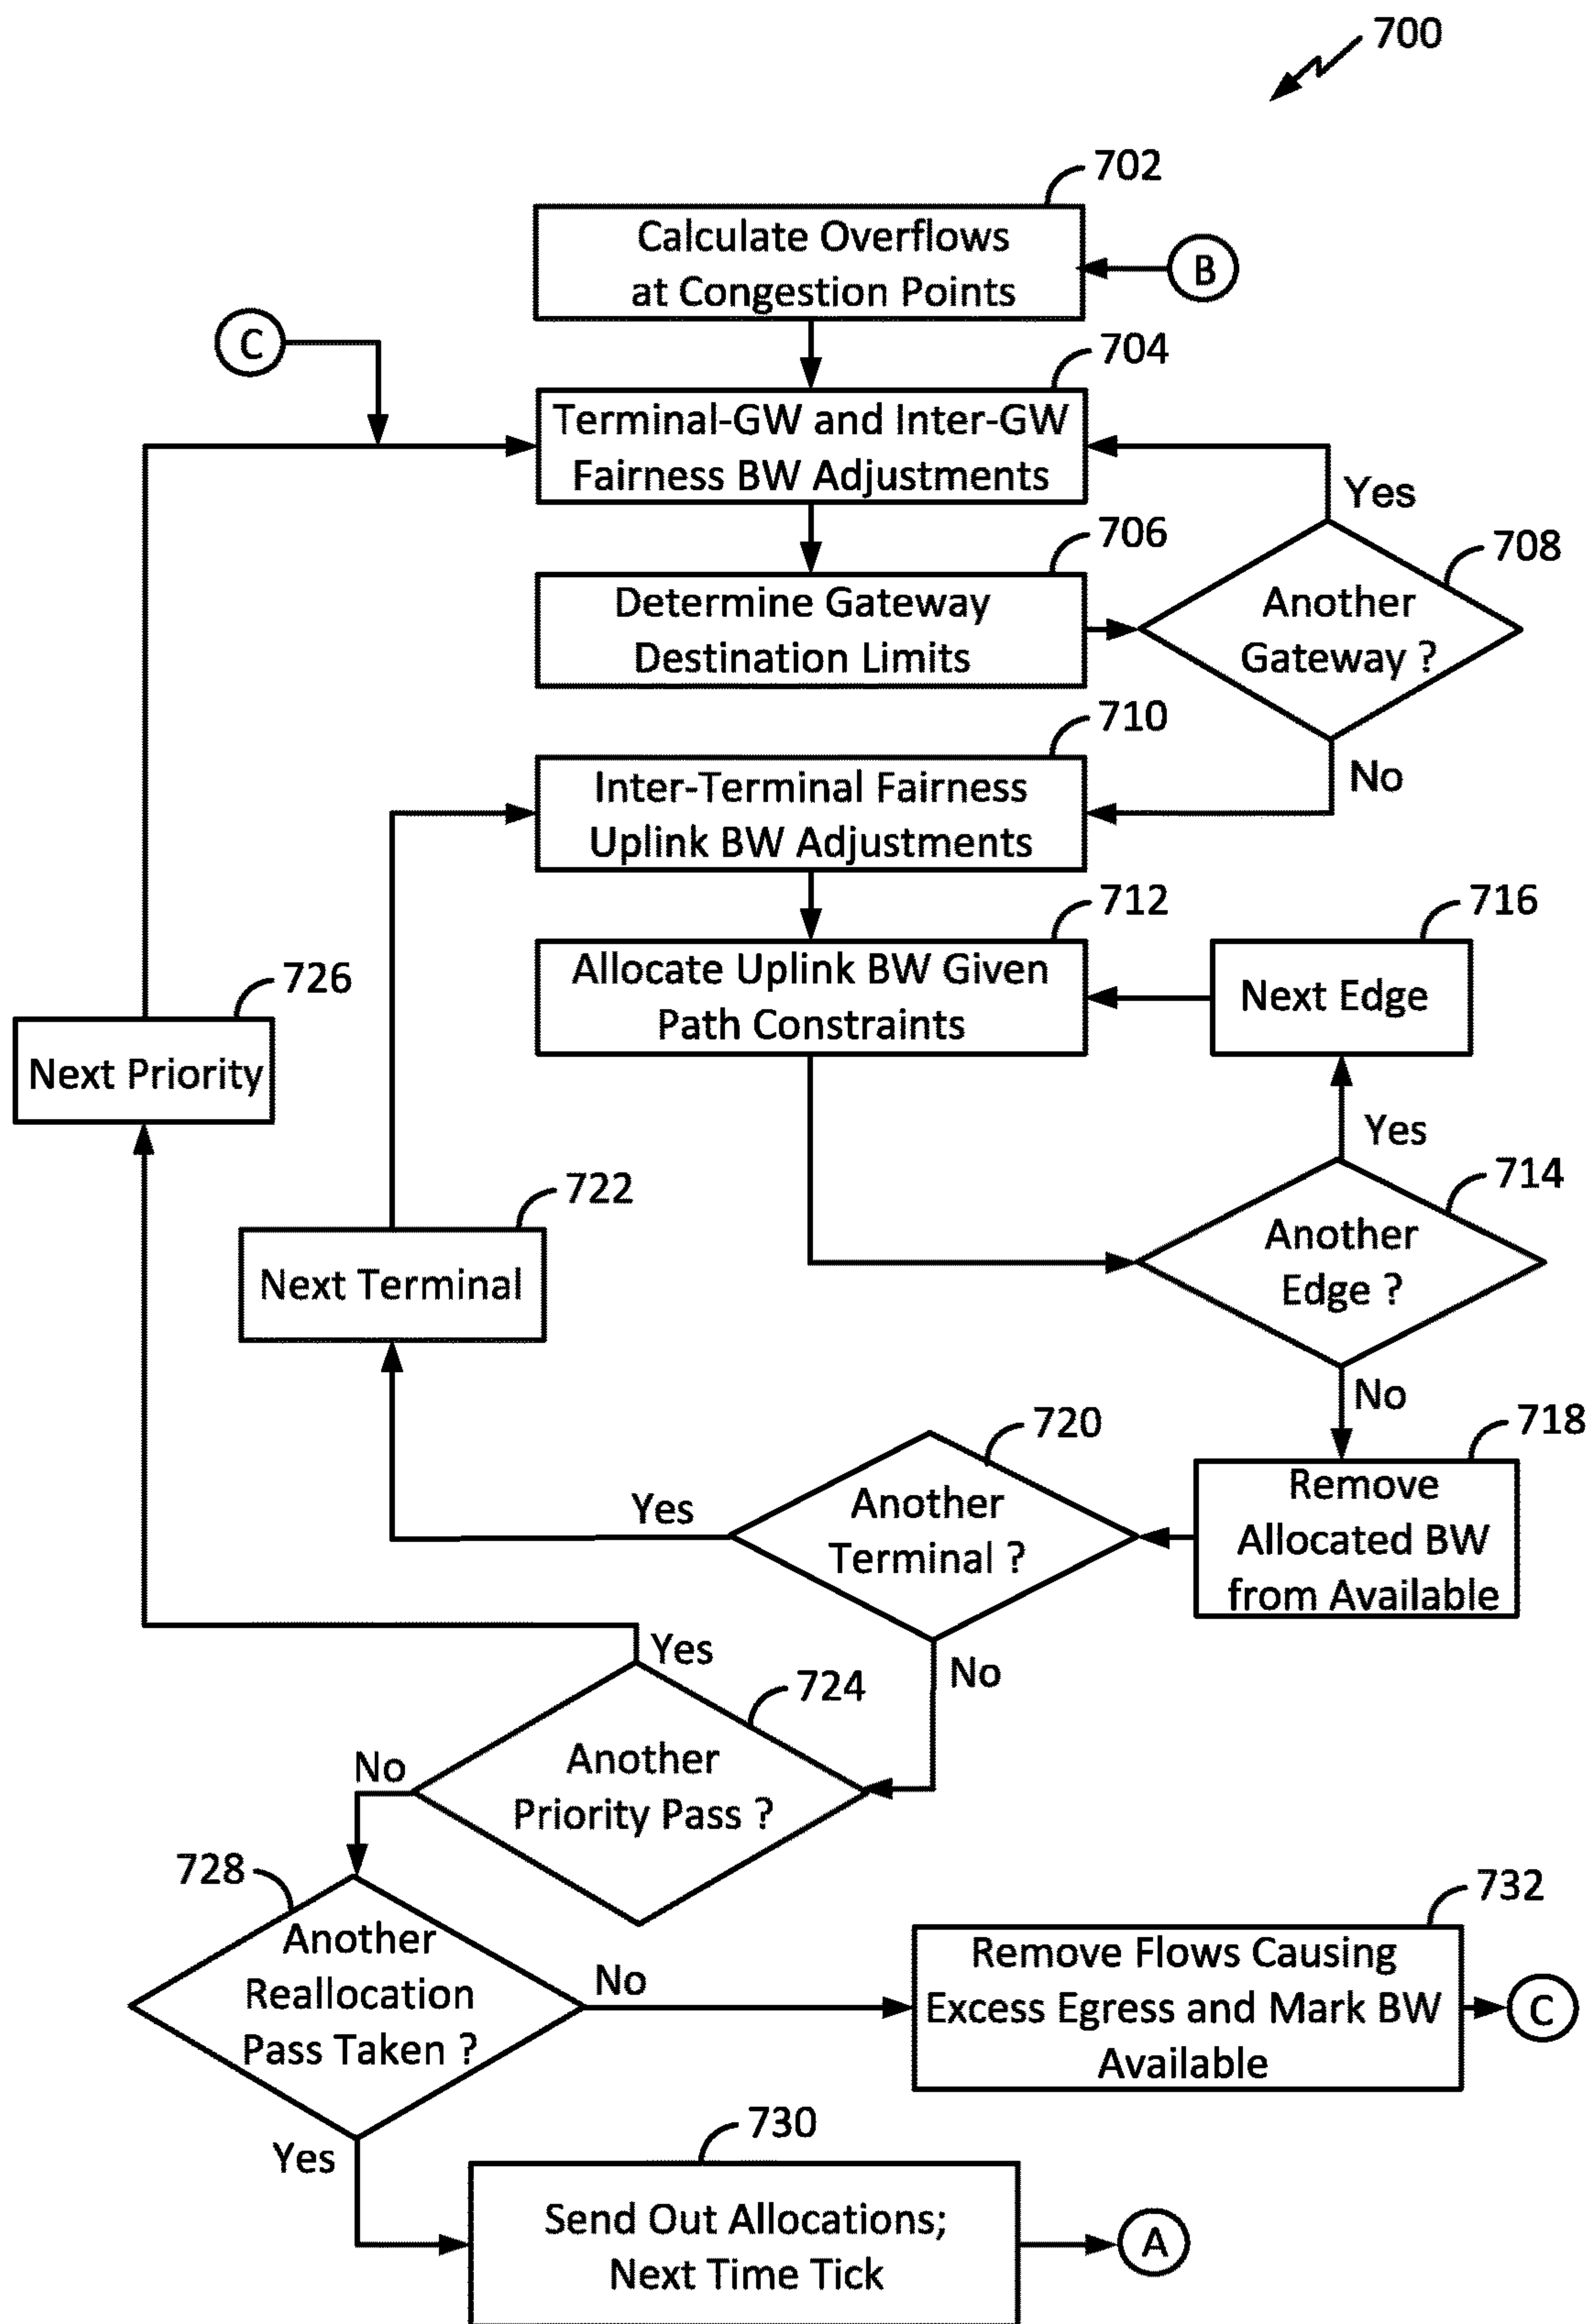 700
702
Calculate Overflows
at Congestion Points
B
C
704
Terminal-GW and Inter-GW
Fairness BW Adjustments
Yes
706
708
Determine Gateway
Destination Limits
Another
Gateway ?
710
No
Inter-Terminal Fairness
Uplink BW Adjustments
712
716
Allocate Uplink BW Given
Path Constraints
Next Edge
726
Next Priority
Yes
714
722
Another
Edge ?
Next Terminal
No
718
720
Remove
Allocated BW
from Available
Another
Terminal ?
Yes
Yes
No
724
Another
Priority Pass ?
No
728
Another
Reallocation
Pass Taken ?
No
732
Remove Flows Causing
Excess Egress and Mark BW
Available
C
Yes
730
Send Out Allocations;
Next Time Tick
A